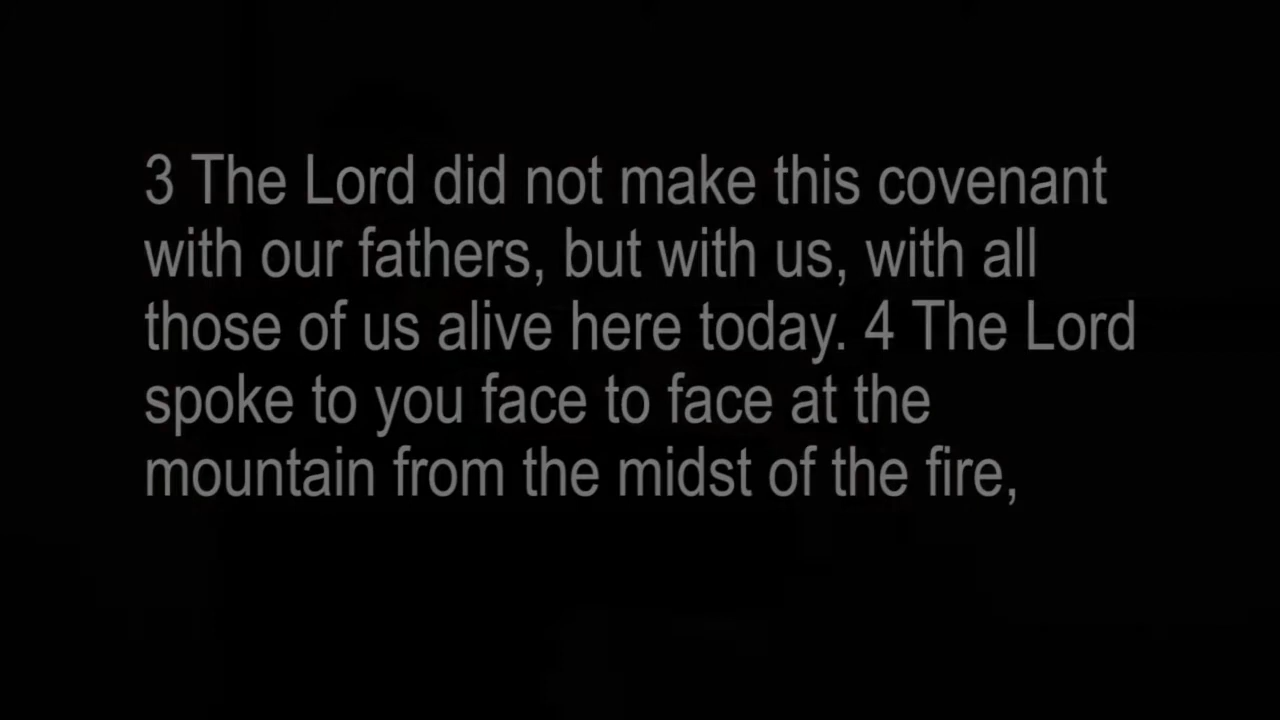 3 The Lord did not make this covenant
with our fathers, but with us, with all
those of us alive here today. 4 The Lord
spoke to you face to face at the
mountain from the midst of the fire,